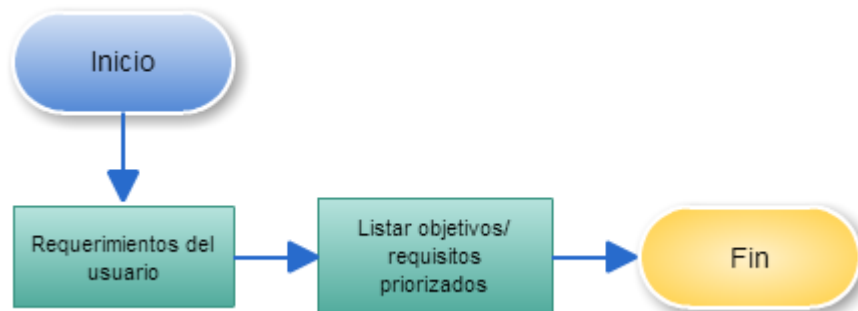 Inicio
Requerimientos del
usuario
Listar objetivos/
requisitos
priorizados
Fin